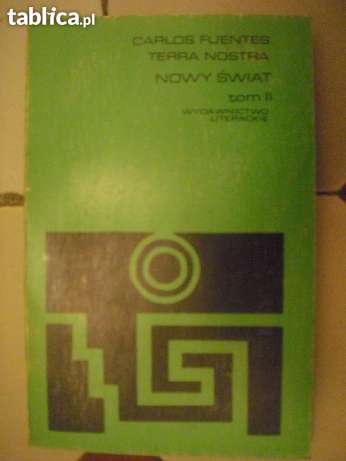 tablica.pl
CARLOS FUENTES
TERRA NOSTRA
NOWY ŚWIAT
tom II
WYDAWNICTWO
LITERACKIE